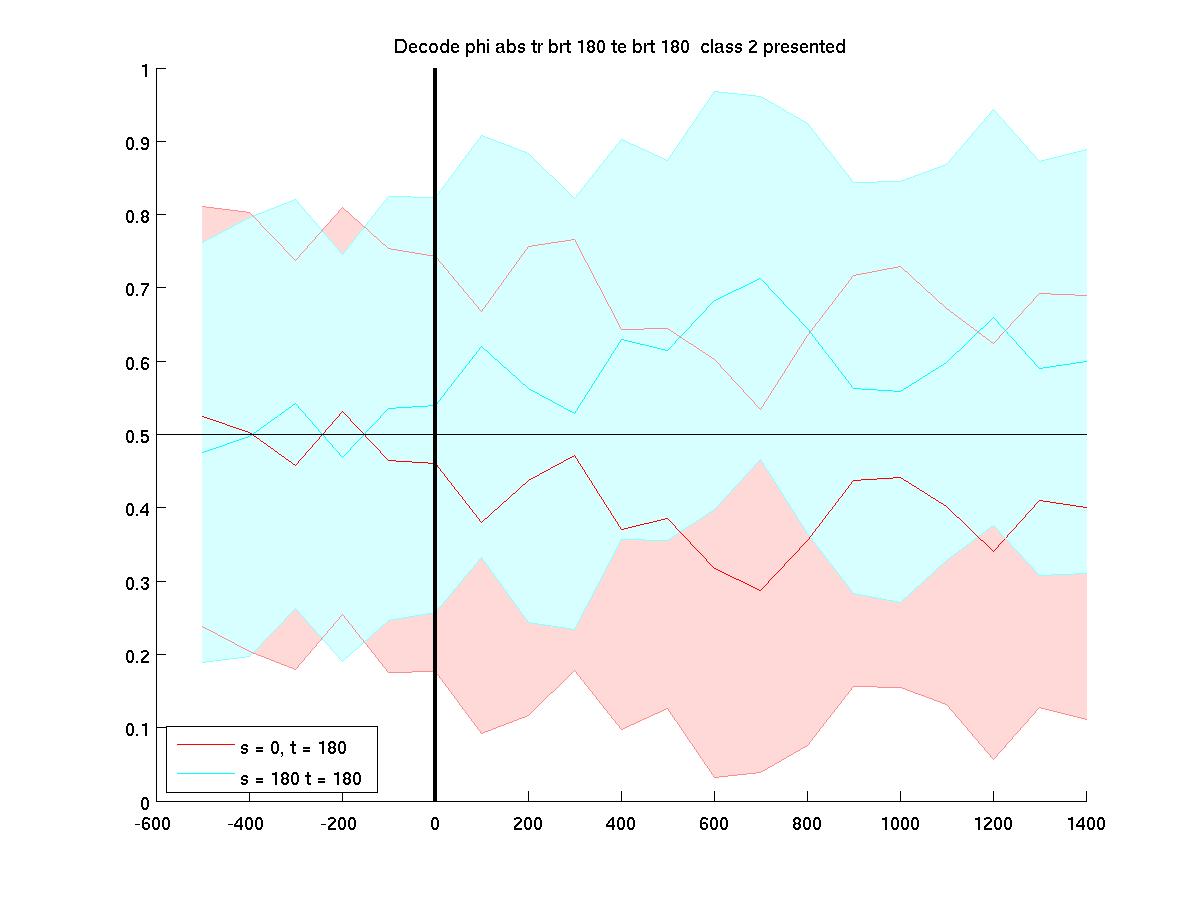 Decode phi abs tr brt 180 te brt 180  class 2 presented
1
0.9
0.8
0.7
0.6
0.5
0.4
0.3
0.2
0.1
0
s = 0, t = 180
s = 180 t = 180
-600 -400 -200 0 200 400 600 800 1000 1200 1400